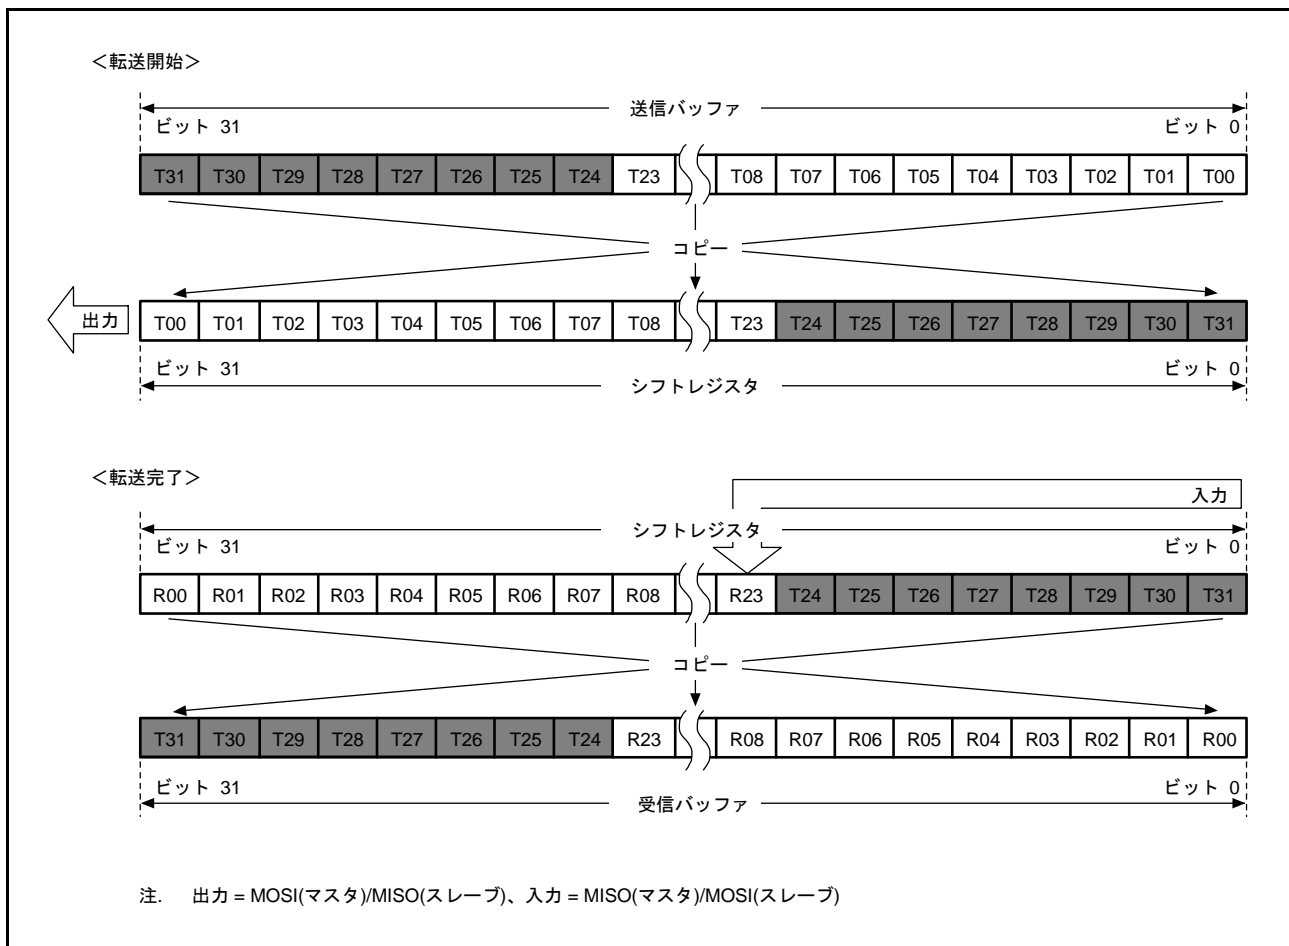 ＜転送開始＞
送信バッファ
ビット 31 ビット 0
T31 T30 T29 T28 T27 T26 T25 T24 T23 T08 T07 T06 T05 T04 T03 T02 T01 T00
コピー
出力 T00 T01 T02 T03 T04 T05 T06 T07 T08 T23 T24 T25 T26 T27 T28 T29 T30 T31
ビット 31 ビット 0
シフトレジスタ
＜転送完了＞
入力
シフトレジスタ
ビット 31 ビット 0
R00 R01 R02 R03 R04 R05 R06 R07 R08 R23 T24 T25 T26 T27 T28 T29 T30 T31
コピー
T31 T30 T29 T28 T27 T26 T25 T24 R23 R08 R07 R06 R05 R04 R03 R02 R01 R00
ビット 31 ビット 0
受信バッファ
注. 出力 = MOSI(マスタ)/MISO(スレーブ)、入力 = MISO(マスタ)/MOSI(スレーブ)